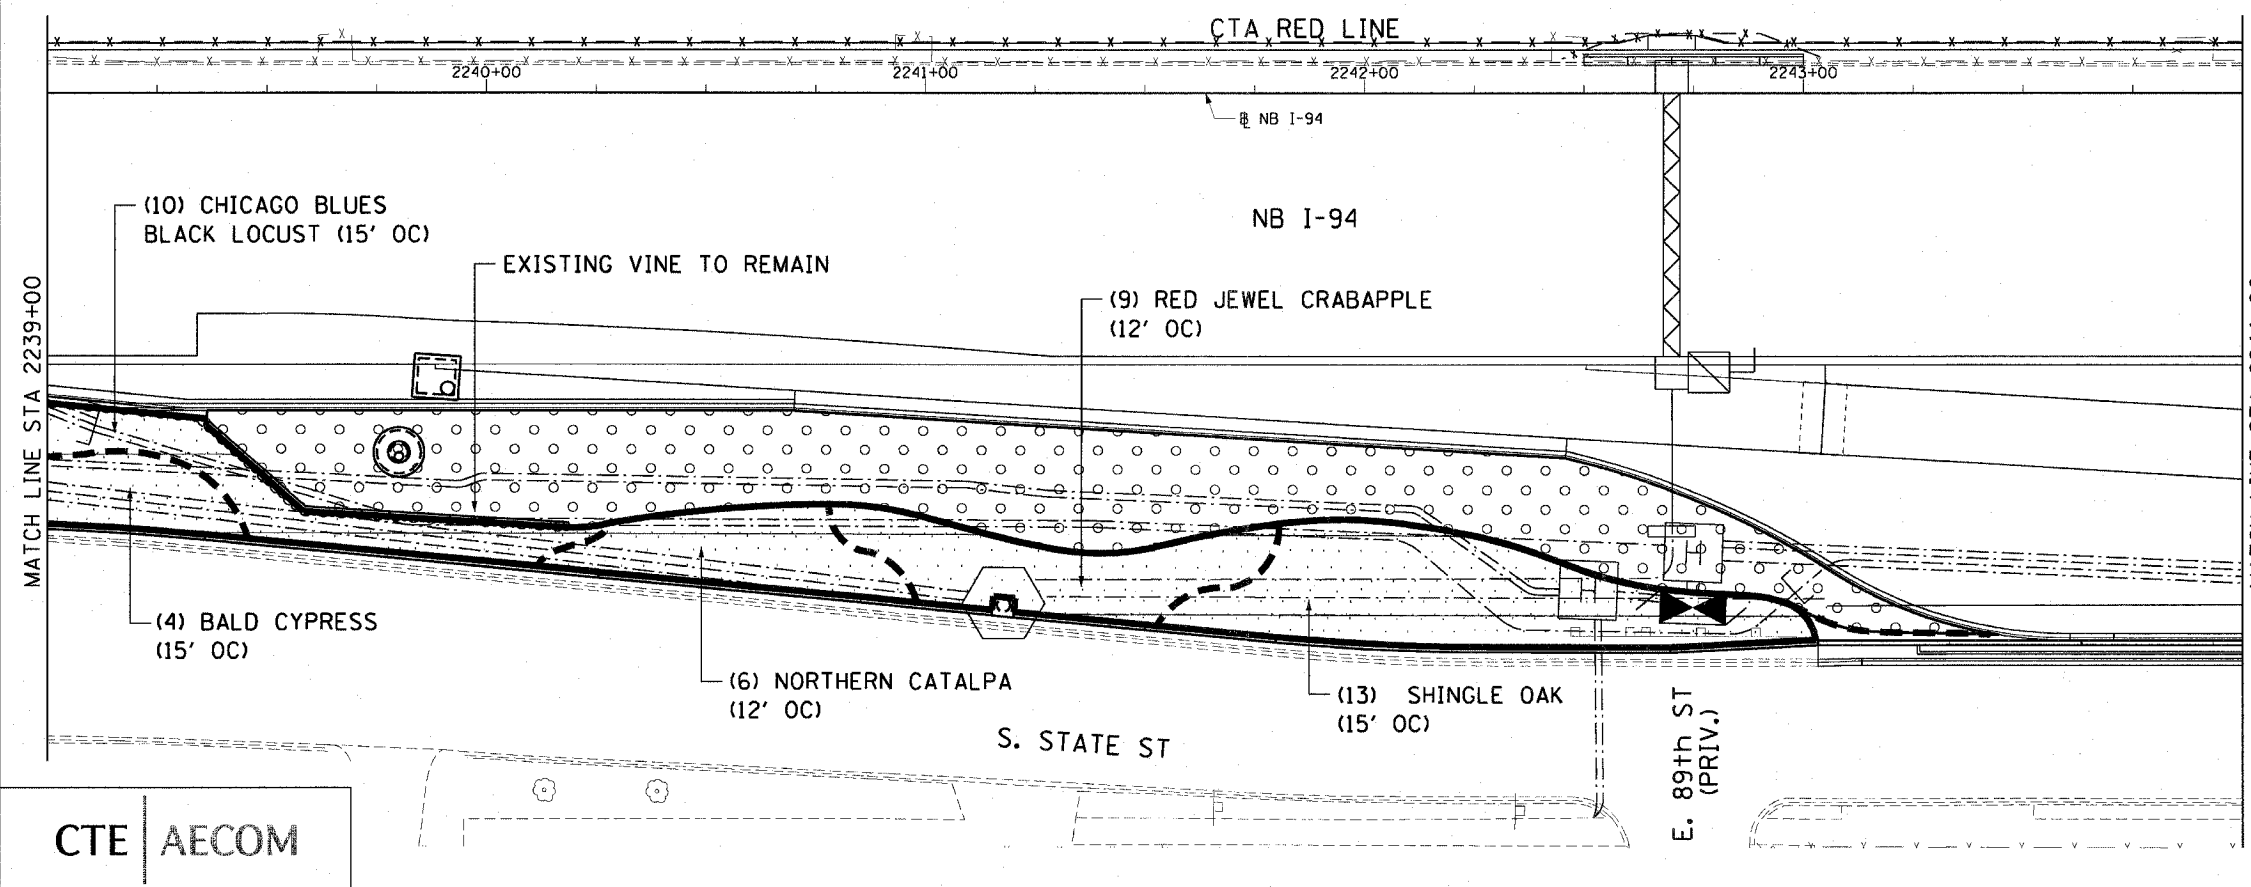 CTA RED LINE
2240+00
2241+00
2242+00
2243+00
NB I-94
(10) CHICAGO BLUES
BLACK LOCUST (15' OC)
NB I-94
EXISTING VINE TO REMAIN
(9) RED JEWEL CRABAPPLE
(12' OC)
MATCH LINE STA 2239+00
(4) BALD CYPRESS
(15' OC)
(6) NORTHERN CATALPA
(12' OC)
(13) SHINGLE OAK
(15' OC)
S. STATE ST
E. 89th ST
(PRIV.)
CTE | AECOM